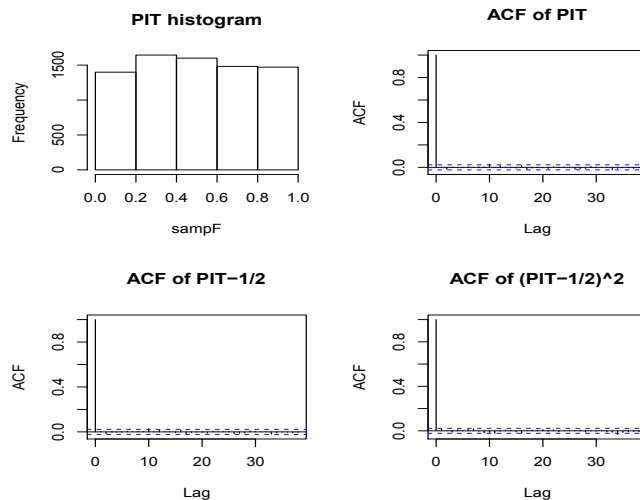 PIT histogram
Frequency
0 500 1500
0.0 0.2 0.4 0.6 0.8 1.0
sampF
ACF of PIT
ACF
0.0 0.4 0.8
0 10 20 30
Lag
ACF of PIT−1/2
ACF
0.0 0.4 0.8
0 10 20 30
Lag
ACF of (PIT−1/2)^2
ACF
0.0 0.4 0.8
0 10 20 30
Lag